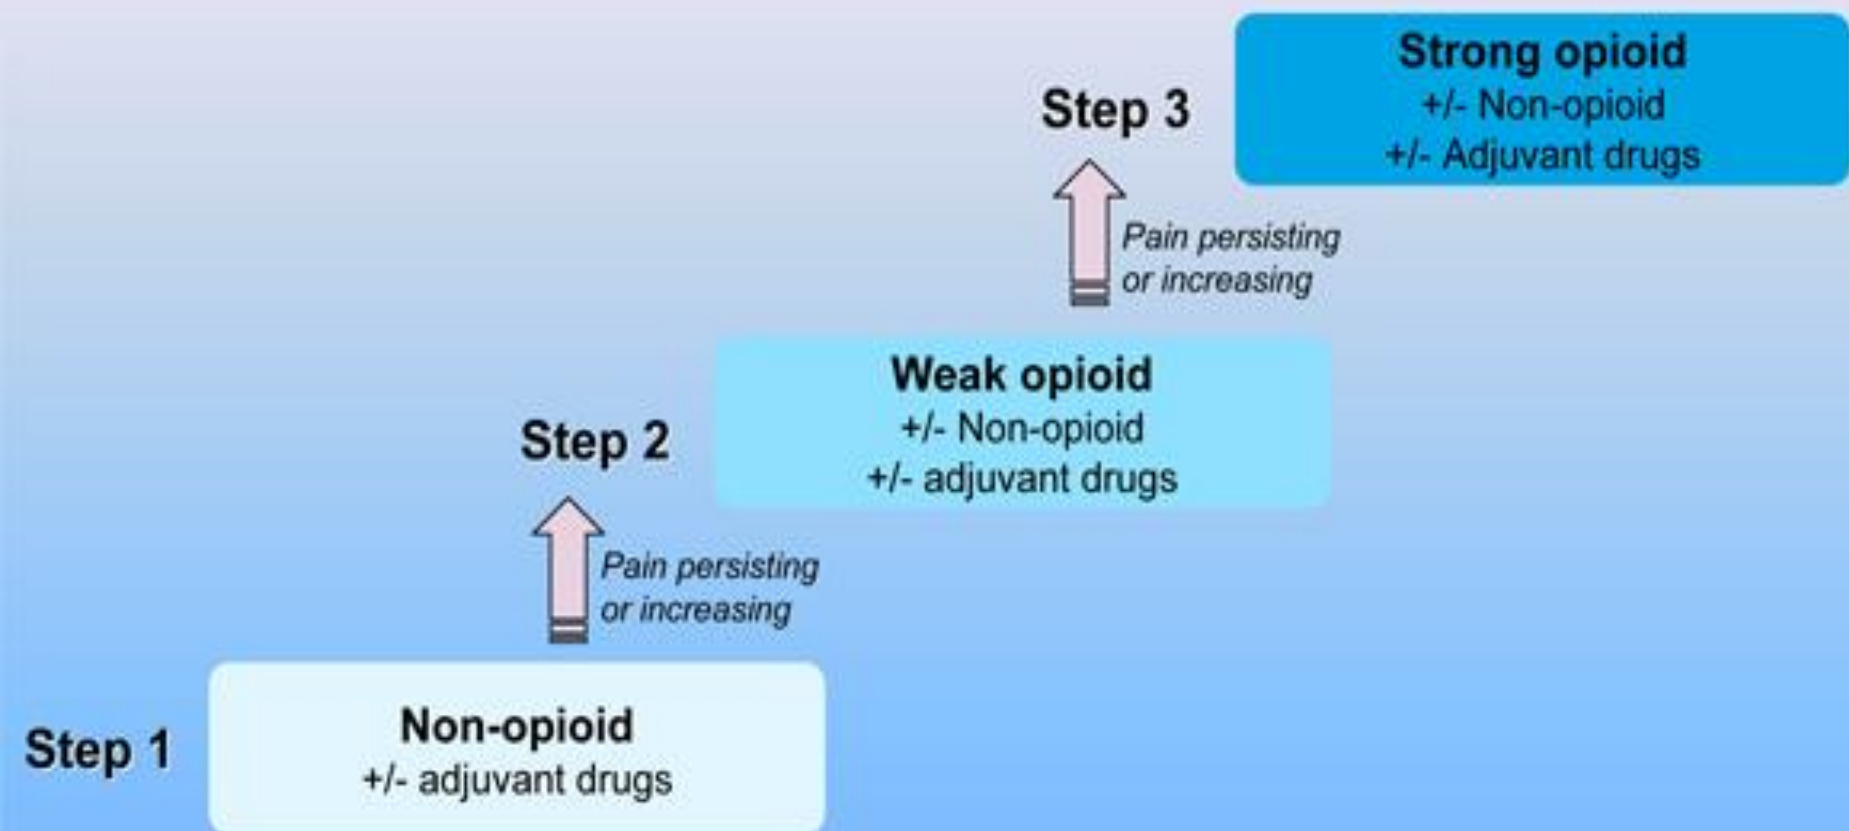 Strong opioid
+/- Non-opioid
+/- Adjuvant drugs
Step 3
Pain persisting
or increasing
Weak opioid
+/- Non-opioid
+/- adjuvant drugs
Step 2
Pain persisting
or increasing
Non-opioid
+/- adjuvant drugs
Step 1